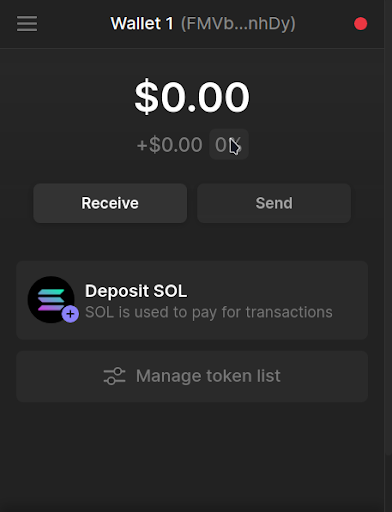 Wallet 1 (FMVb...nhDy)
$0.00
+$0.00 0%
Receive Send
Deposit SOL
SOL is used to pay for transactions
Manage token list